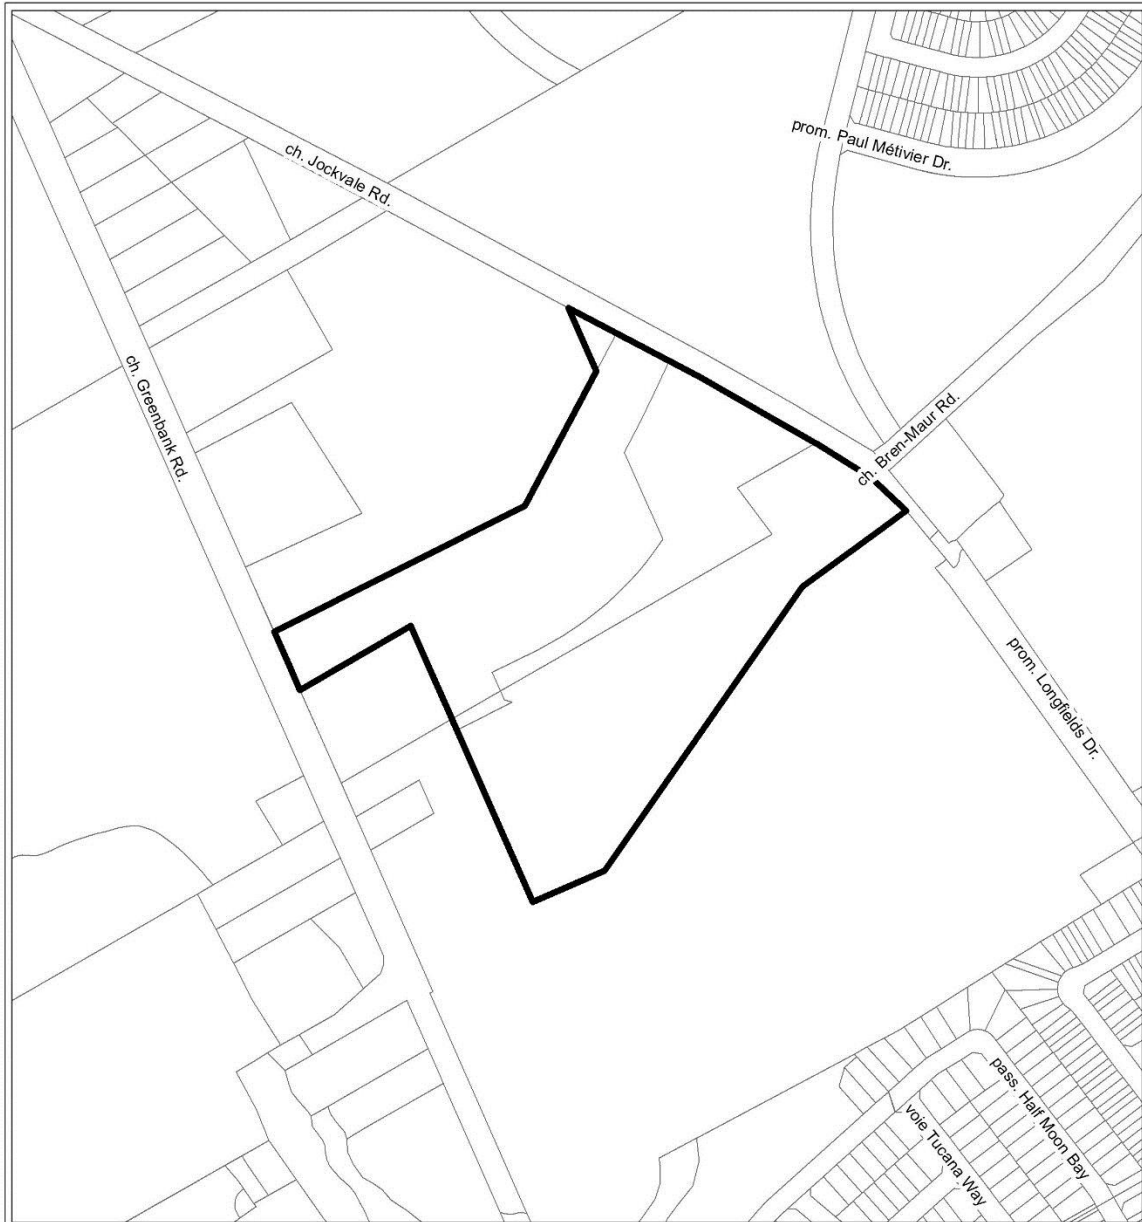 prom. Paul Métivier Dr.
ch. Jockvale Rd.
ch. Greenbank Rd.
ch. Bren-Maur Rd.
prom. Longfields Dr.
pass. Half Moon Bay
voie Tucana Way